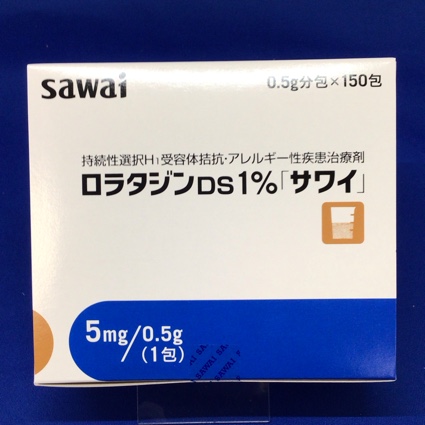 sawai
0.5g分包×150包
持続性選択H1受容体拮抗・アレルギー性疾患治療剤
ロラタジンDS1%「サワイ」
5mg/0.5g
(1包)
SAWAI SAWAI